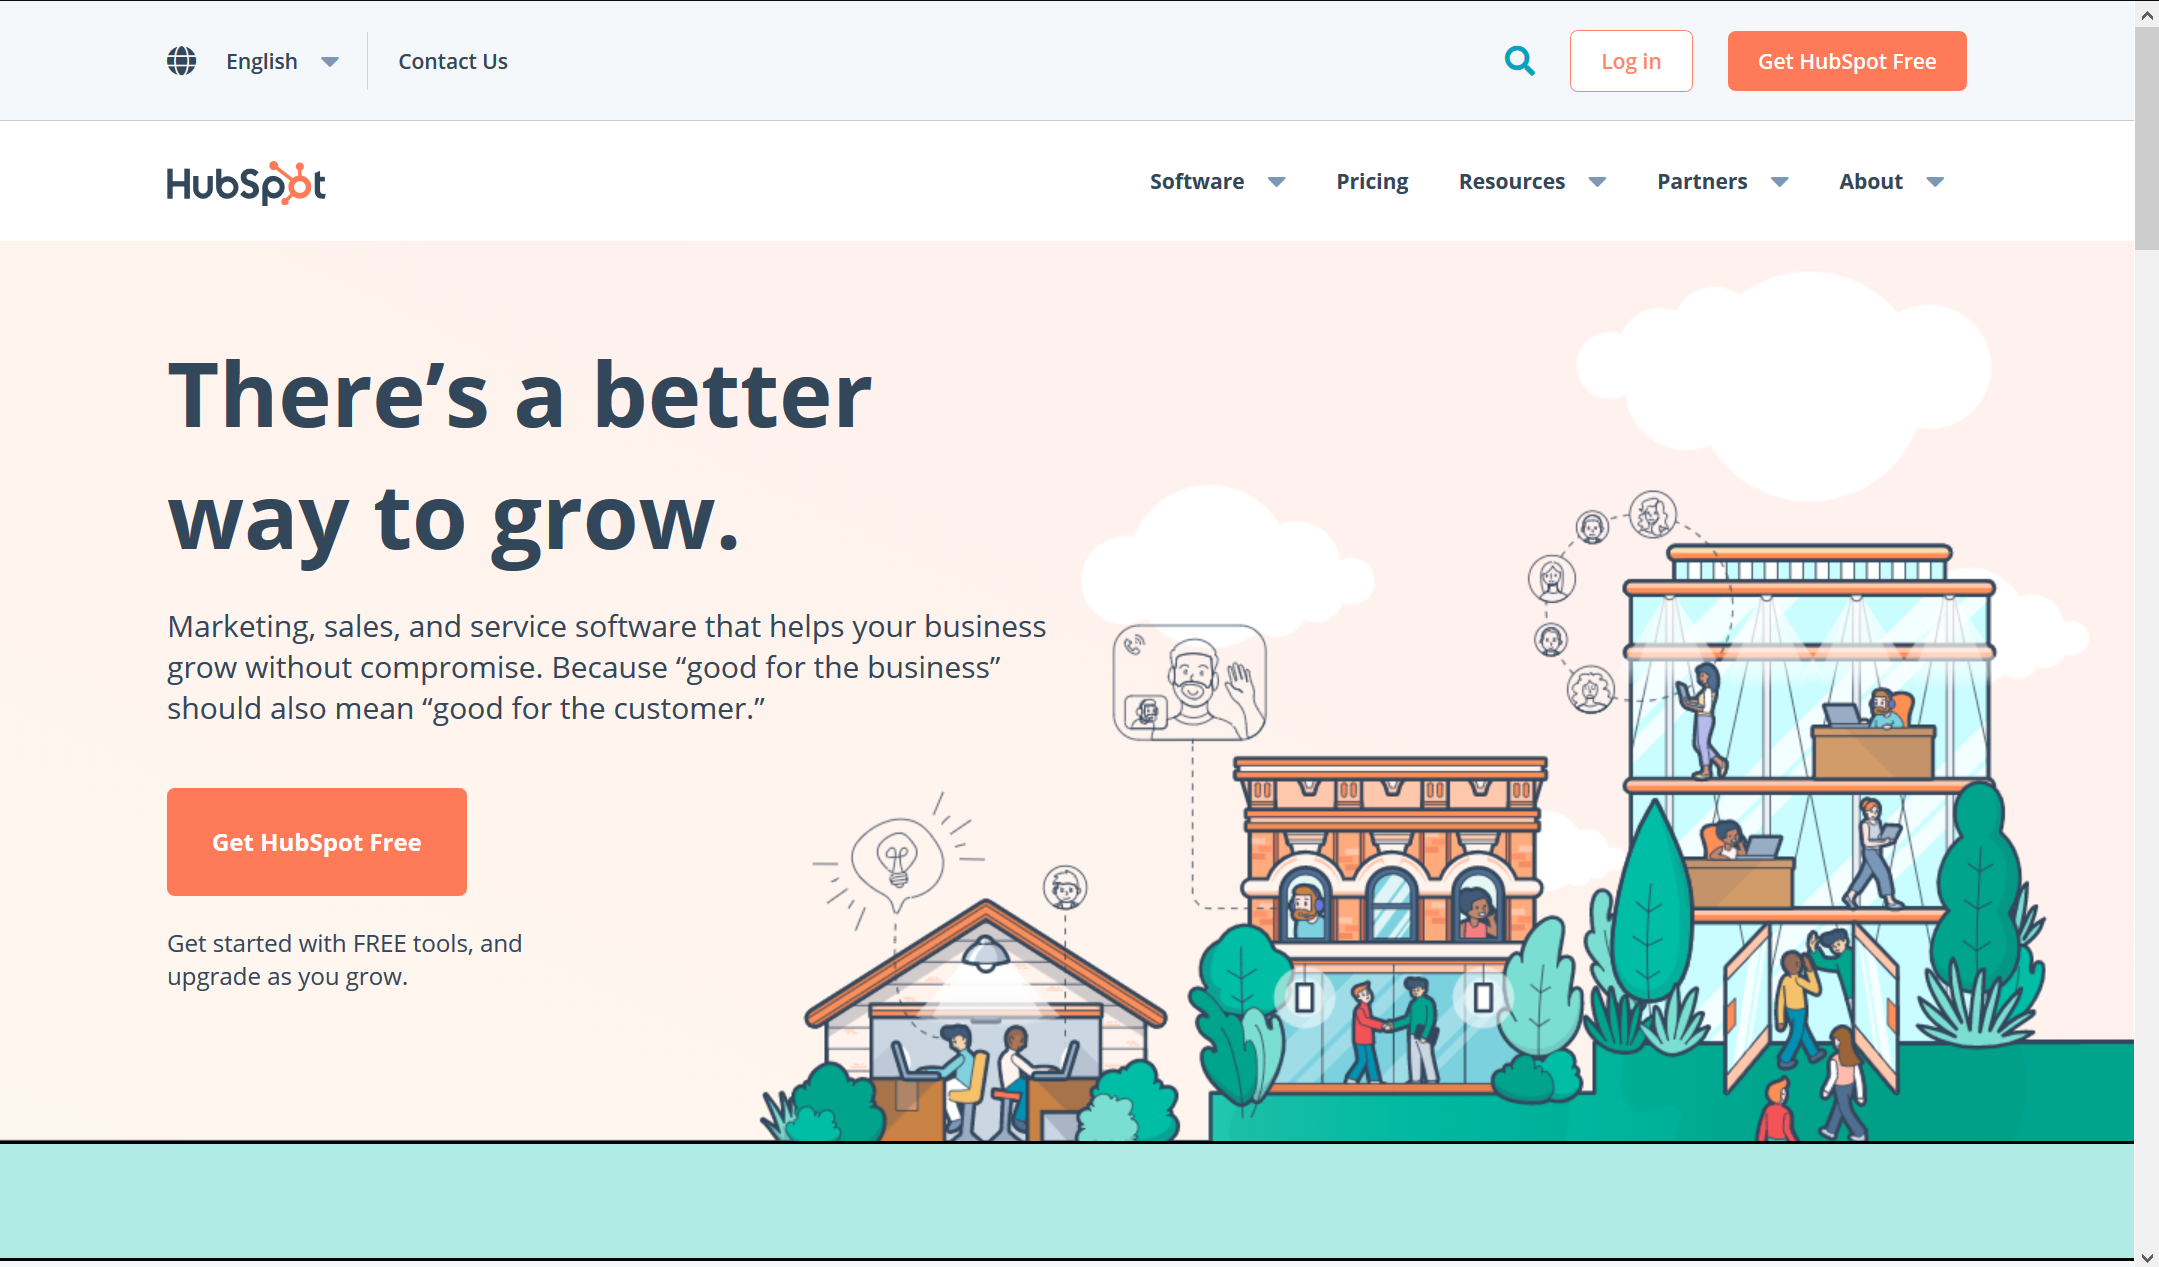 English
Contact Us
Log in
Get HubSpot Free
HubSpot
Software
Pricing
Resources
Partners
About
There’s a better
way to grow.
Marketing, sales, and service software that helps your business
grow without compromise. Because “good for the business”
should also mean “good for the customer.”
Get HubSpot Free
Get started with FREE tools, and
upgrade as you grow.